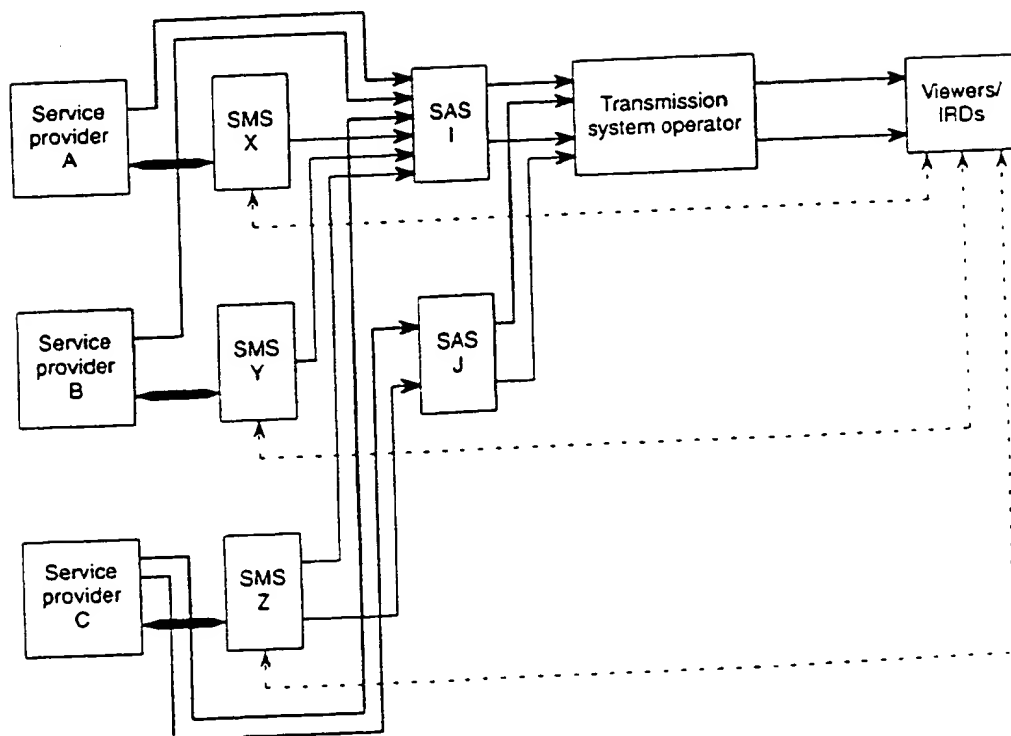 Service
provider
A
SMS
X
SAS
I
Transmission
system operator
Viewers/
IRDs
Service
provider
B
SMS
Y
SAS
J
Service
provider
C
SMS
Z